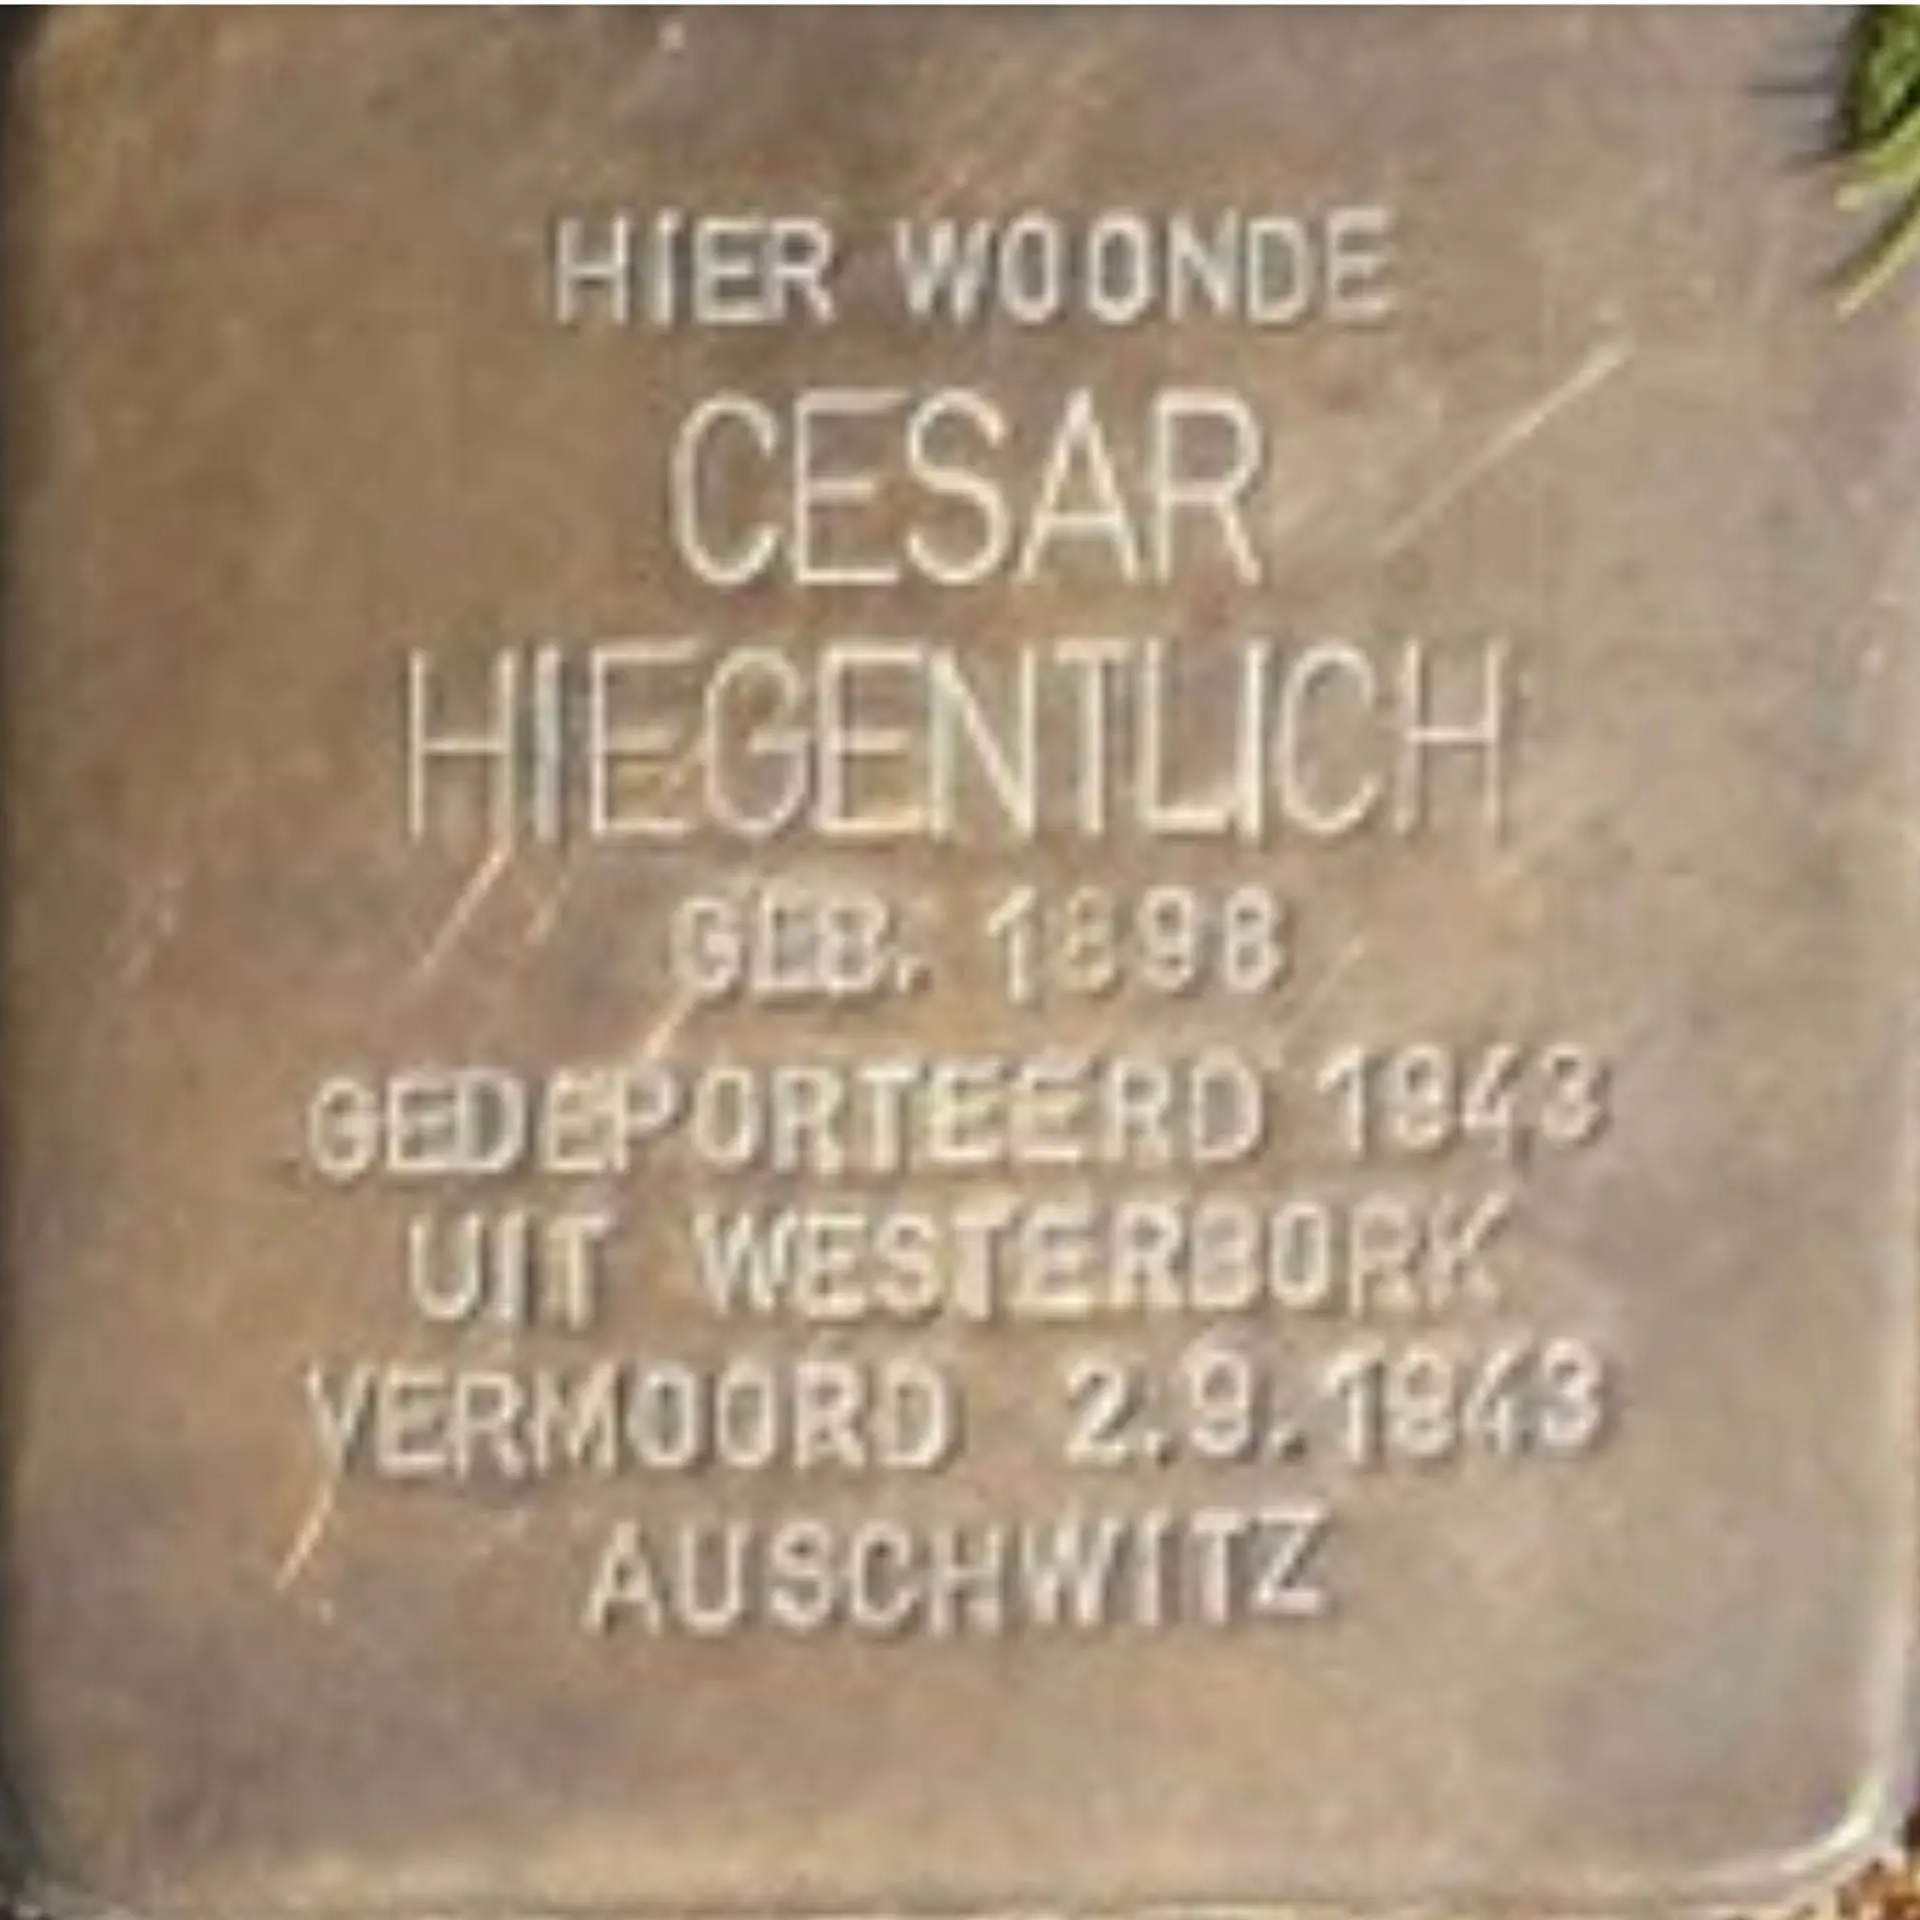 HIER WOONDE
CESAR
HIEGENTLICH
GEB. 1898
GEDEPORTEERD 1943
UIT WESTERBORK
VERMOORD 2.9.1943
AUSCHWITZ